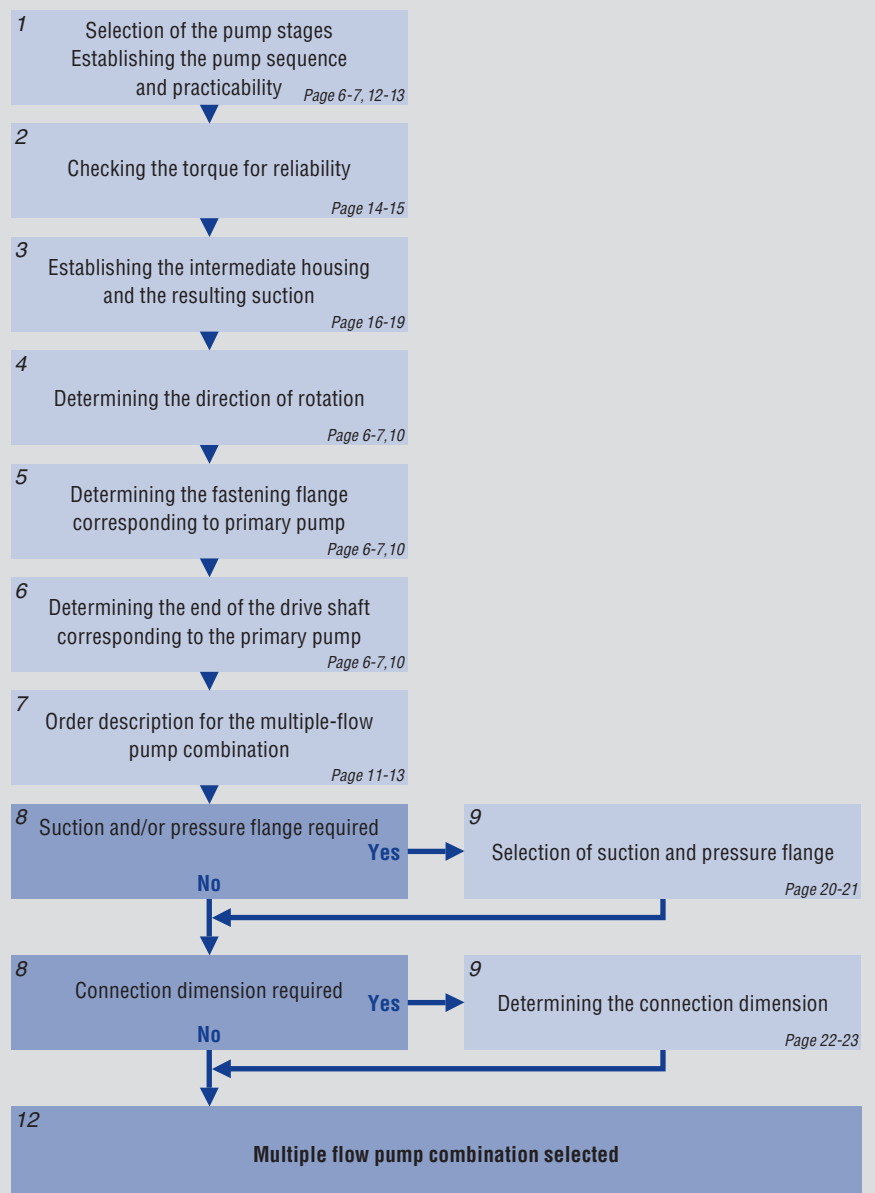 1
Selection of the pump stages
Establishing the pump sequence
and practicability
Page 6-7, 12-13
2
Checking the torque for reliability
Page 14-15
3
Establishing the intermediate housing
and the resulting suction
Page 16-19
4
Determining the direction of rotation
Page 6-7,10
5
Determining the fastening flange
corresponding to primary pump
Page 6-7,10
6
Determining the end of the drive shaft
corresponding to the primary pump
Page 6-7,10
7
Order description for the multiple-flow
pump combination
Page 11-13
8
Suction and/or pressure flange required
Yes
No
9
Selection of suction and pressure flange
Page 20-21
8
Connection dimension required
Yes
No
9
Determining the connection dimension
Page 22-23
12
Multiple flow pump combination selected